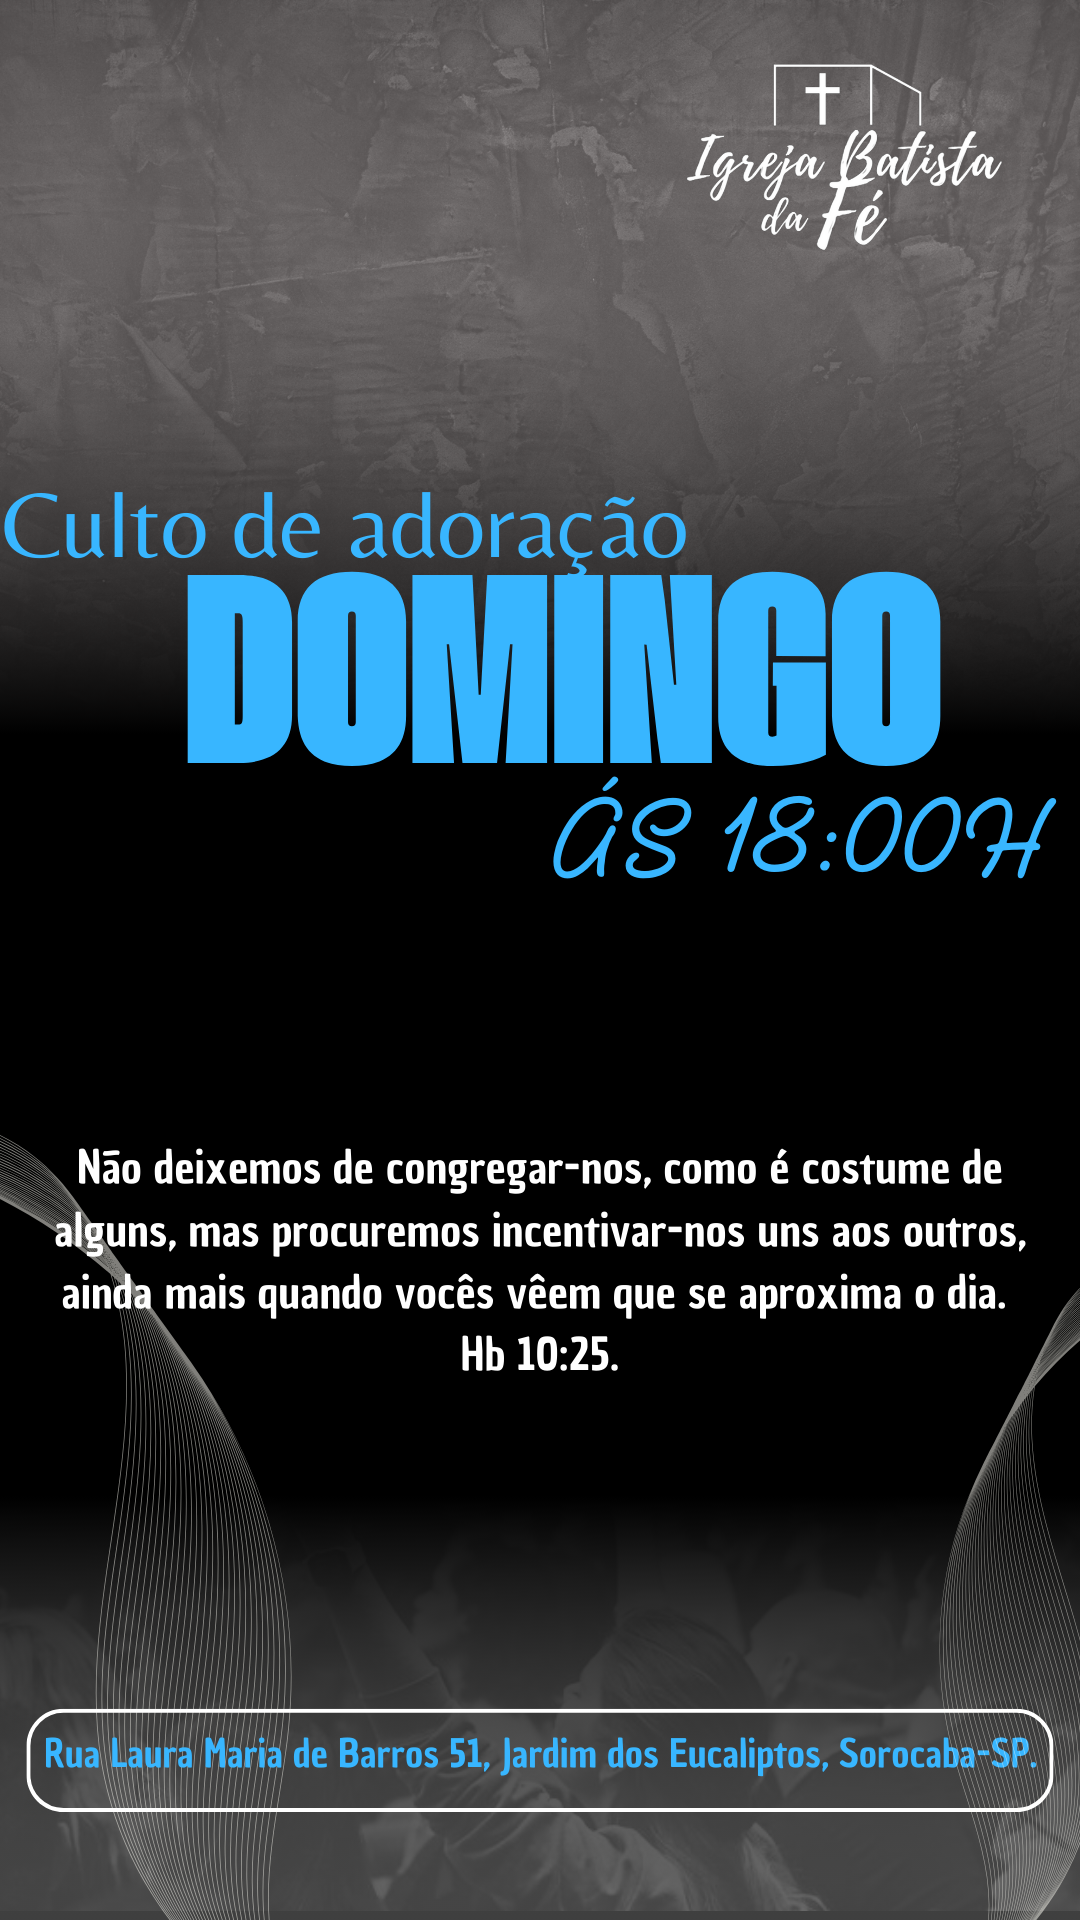 Igreja Batista
da Fé
Culto de adoração
DOMINGO
ÁS 18:00H
Não deixemos de congregar-nos, como é costume de
alguns, mas procuremos incentivar-nos uns aos outros,
ainda mais quando vocês vêem que se aproxima o dia.
Hb 10:25.
Rua Laura Maria de Barros 51, Jardim dos Eucaliptos, Sorocaba-SP.